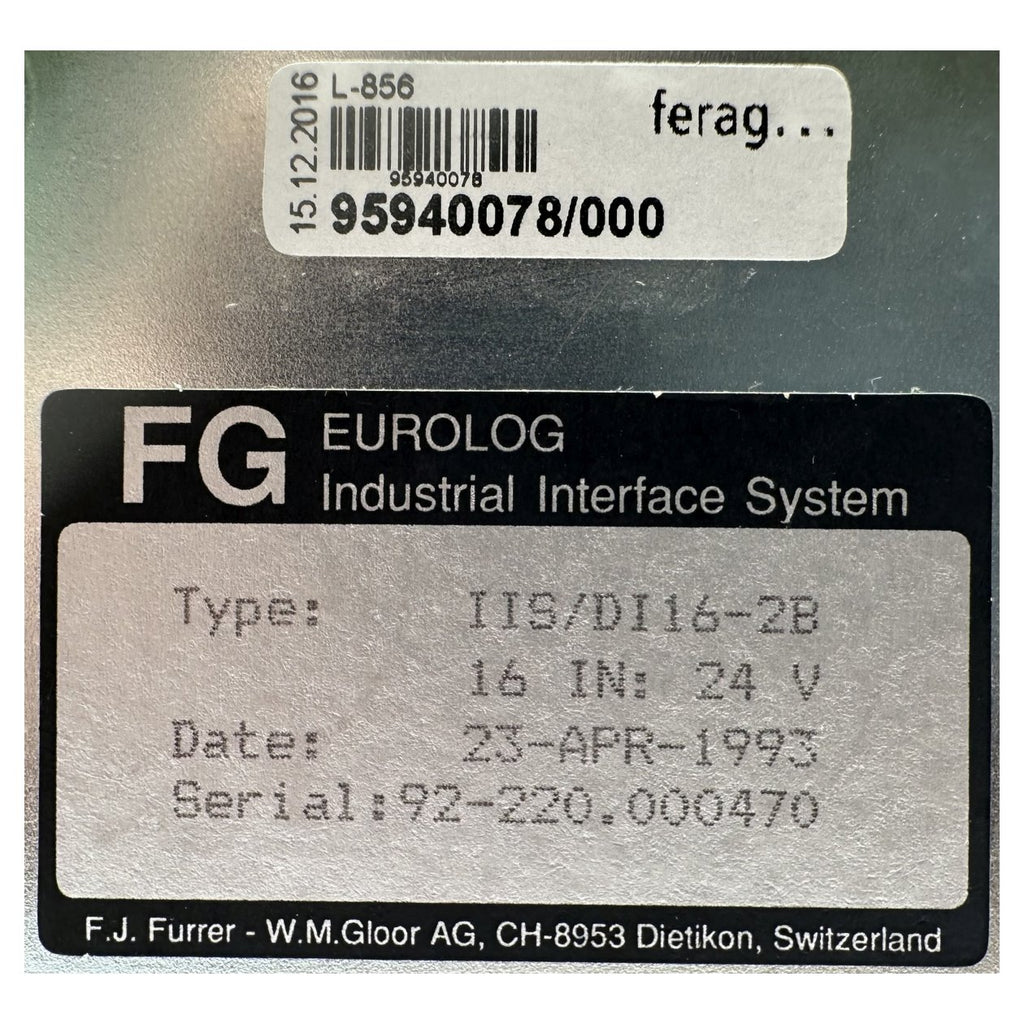 15.12.2016
L-856
ferag...
95940078
95940078/000
FG
EUROLOG
Industrial Interface System
Type: IIS/DI16-2B
16 IN: 24 V
Date: 23-APR-1993
Serial:92-220.000470
F.J. Furrer - W.M.Gloor AG, CH-8953 Dietikon, Switzerland